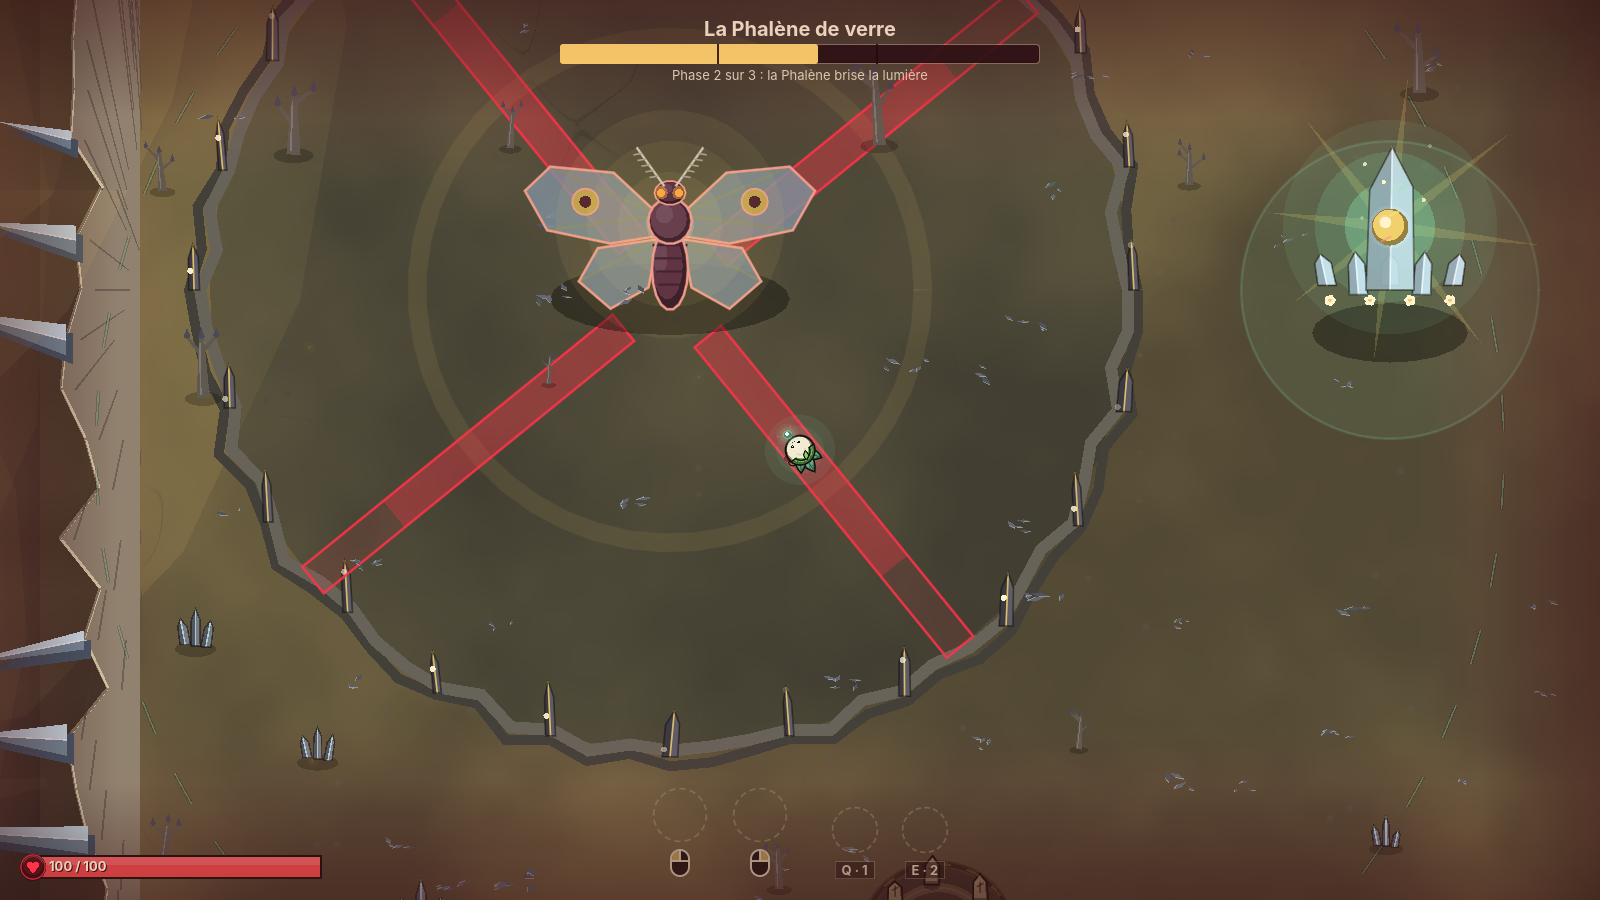 La Phalène de verre
Phase 2 sur 3 : la Phalène brise la lumière
100 / 100
Q · 1
E · 2